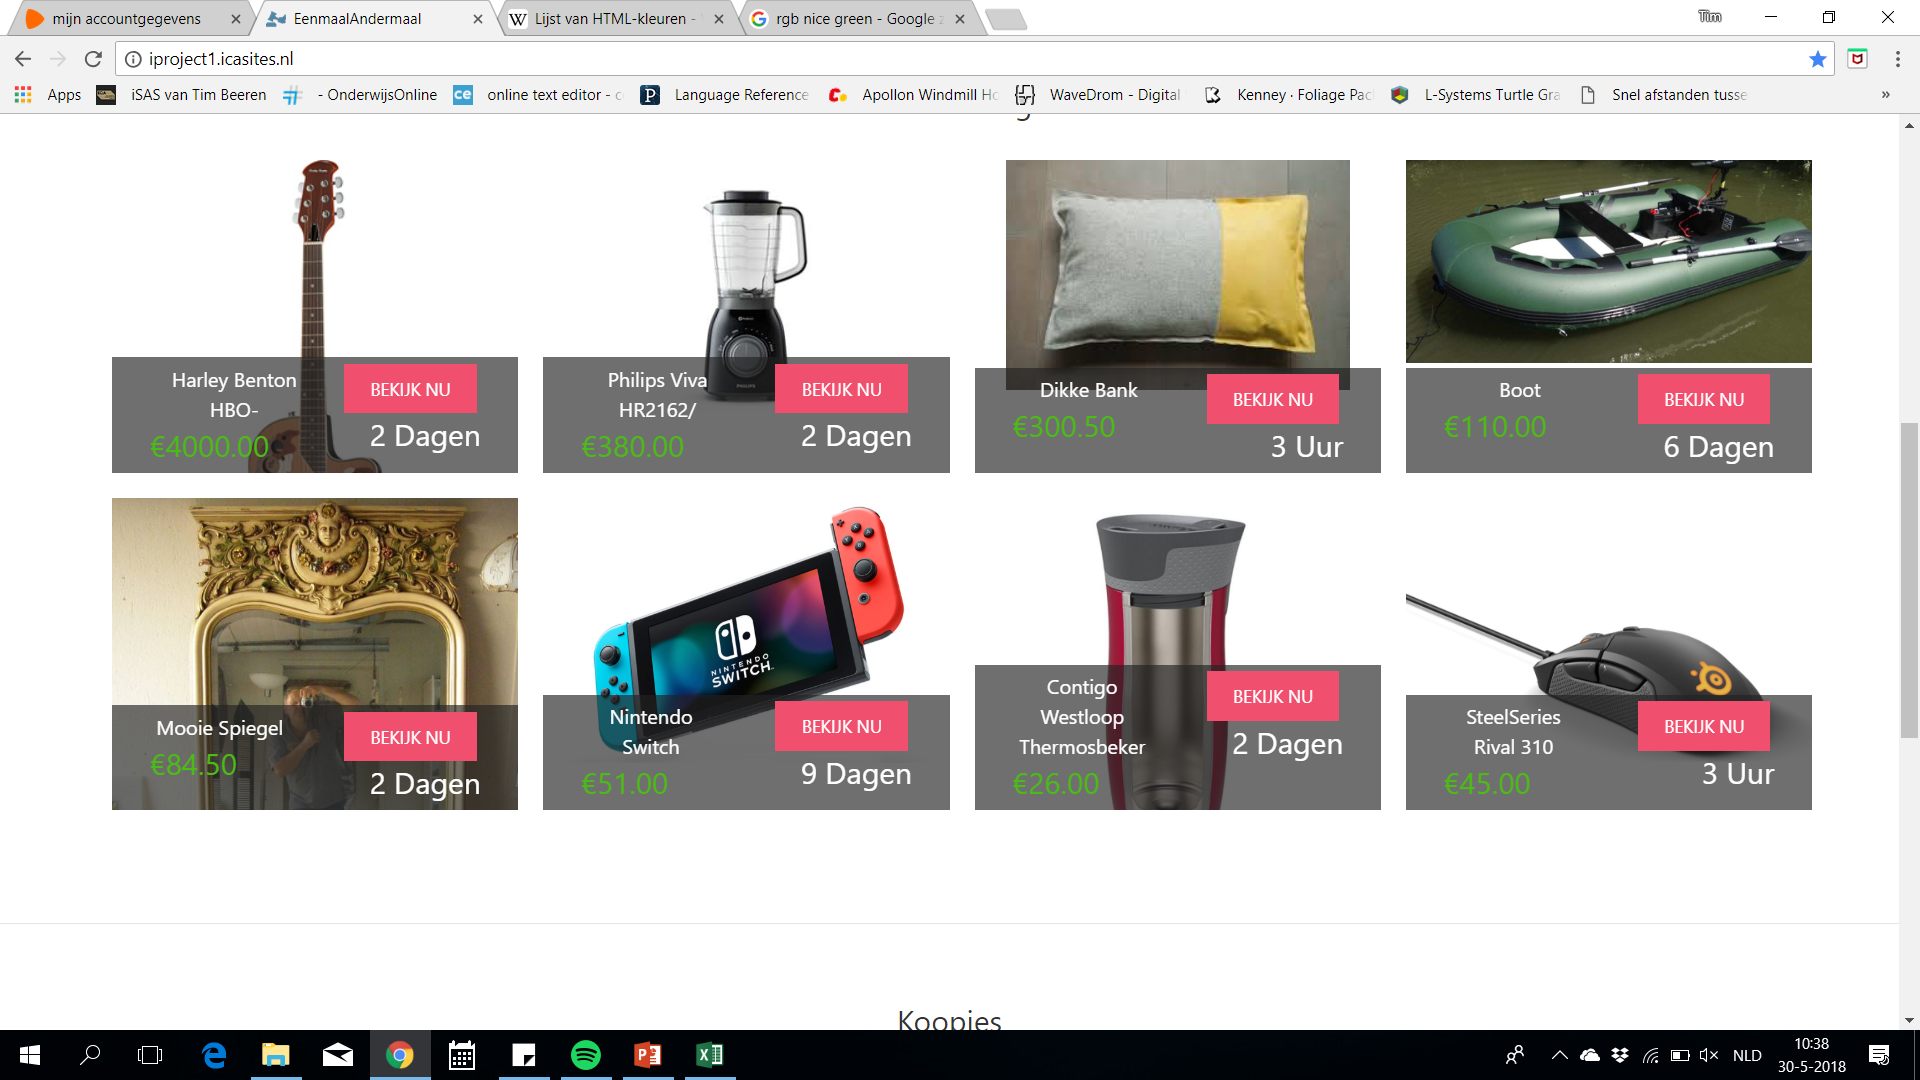 mijn accountgegevens
EenmaalAndermaal
Lijst van HTML-kleuren -
rgb nice green - Google
Tim
iproject1.icasites.nl
Apps
iSAS van Tim Beeren
- OnderwijsOnline
online text editor -
Language Reference
Apollon Windmill
WaveDrom - Digital
Kenney · Foliage Pac
L-Systems Turtle Gra
Snel afstanden tusse
»
Harley Benton
HBO-
BEKIJK NU
€4000.00
2 Dagen
Philips Viva
HR2162/
BEKIJK NU
€380.00
2 Dagen
Dikke Bank
BEKIJK NU
€300.50
3 Uur
Boot
BEKIJK NU
€110.00
6 Dagen
Mooie Spiegel
BEKIJK NU
€84.50
2 Dagen
NINTENDO
SWITCH
Nintendo
Switch
BEKIJK NU
€51.00
9 Dagen
Contigo
Westloop
Thermosbeker
BEKIJK NU
€26.00
2 Dagen
SteelSeries
Rival 310
BEKIJK NU
€45.00
3 Uur
Koopjes
NLD
10:38
30-5-2018